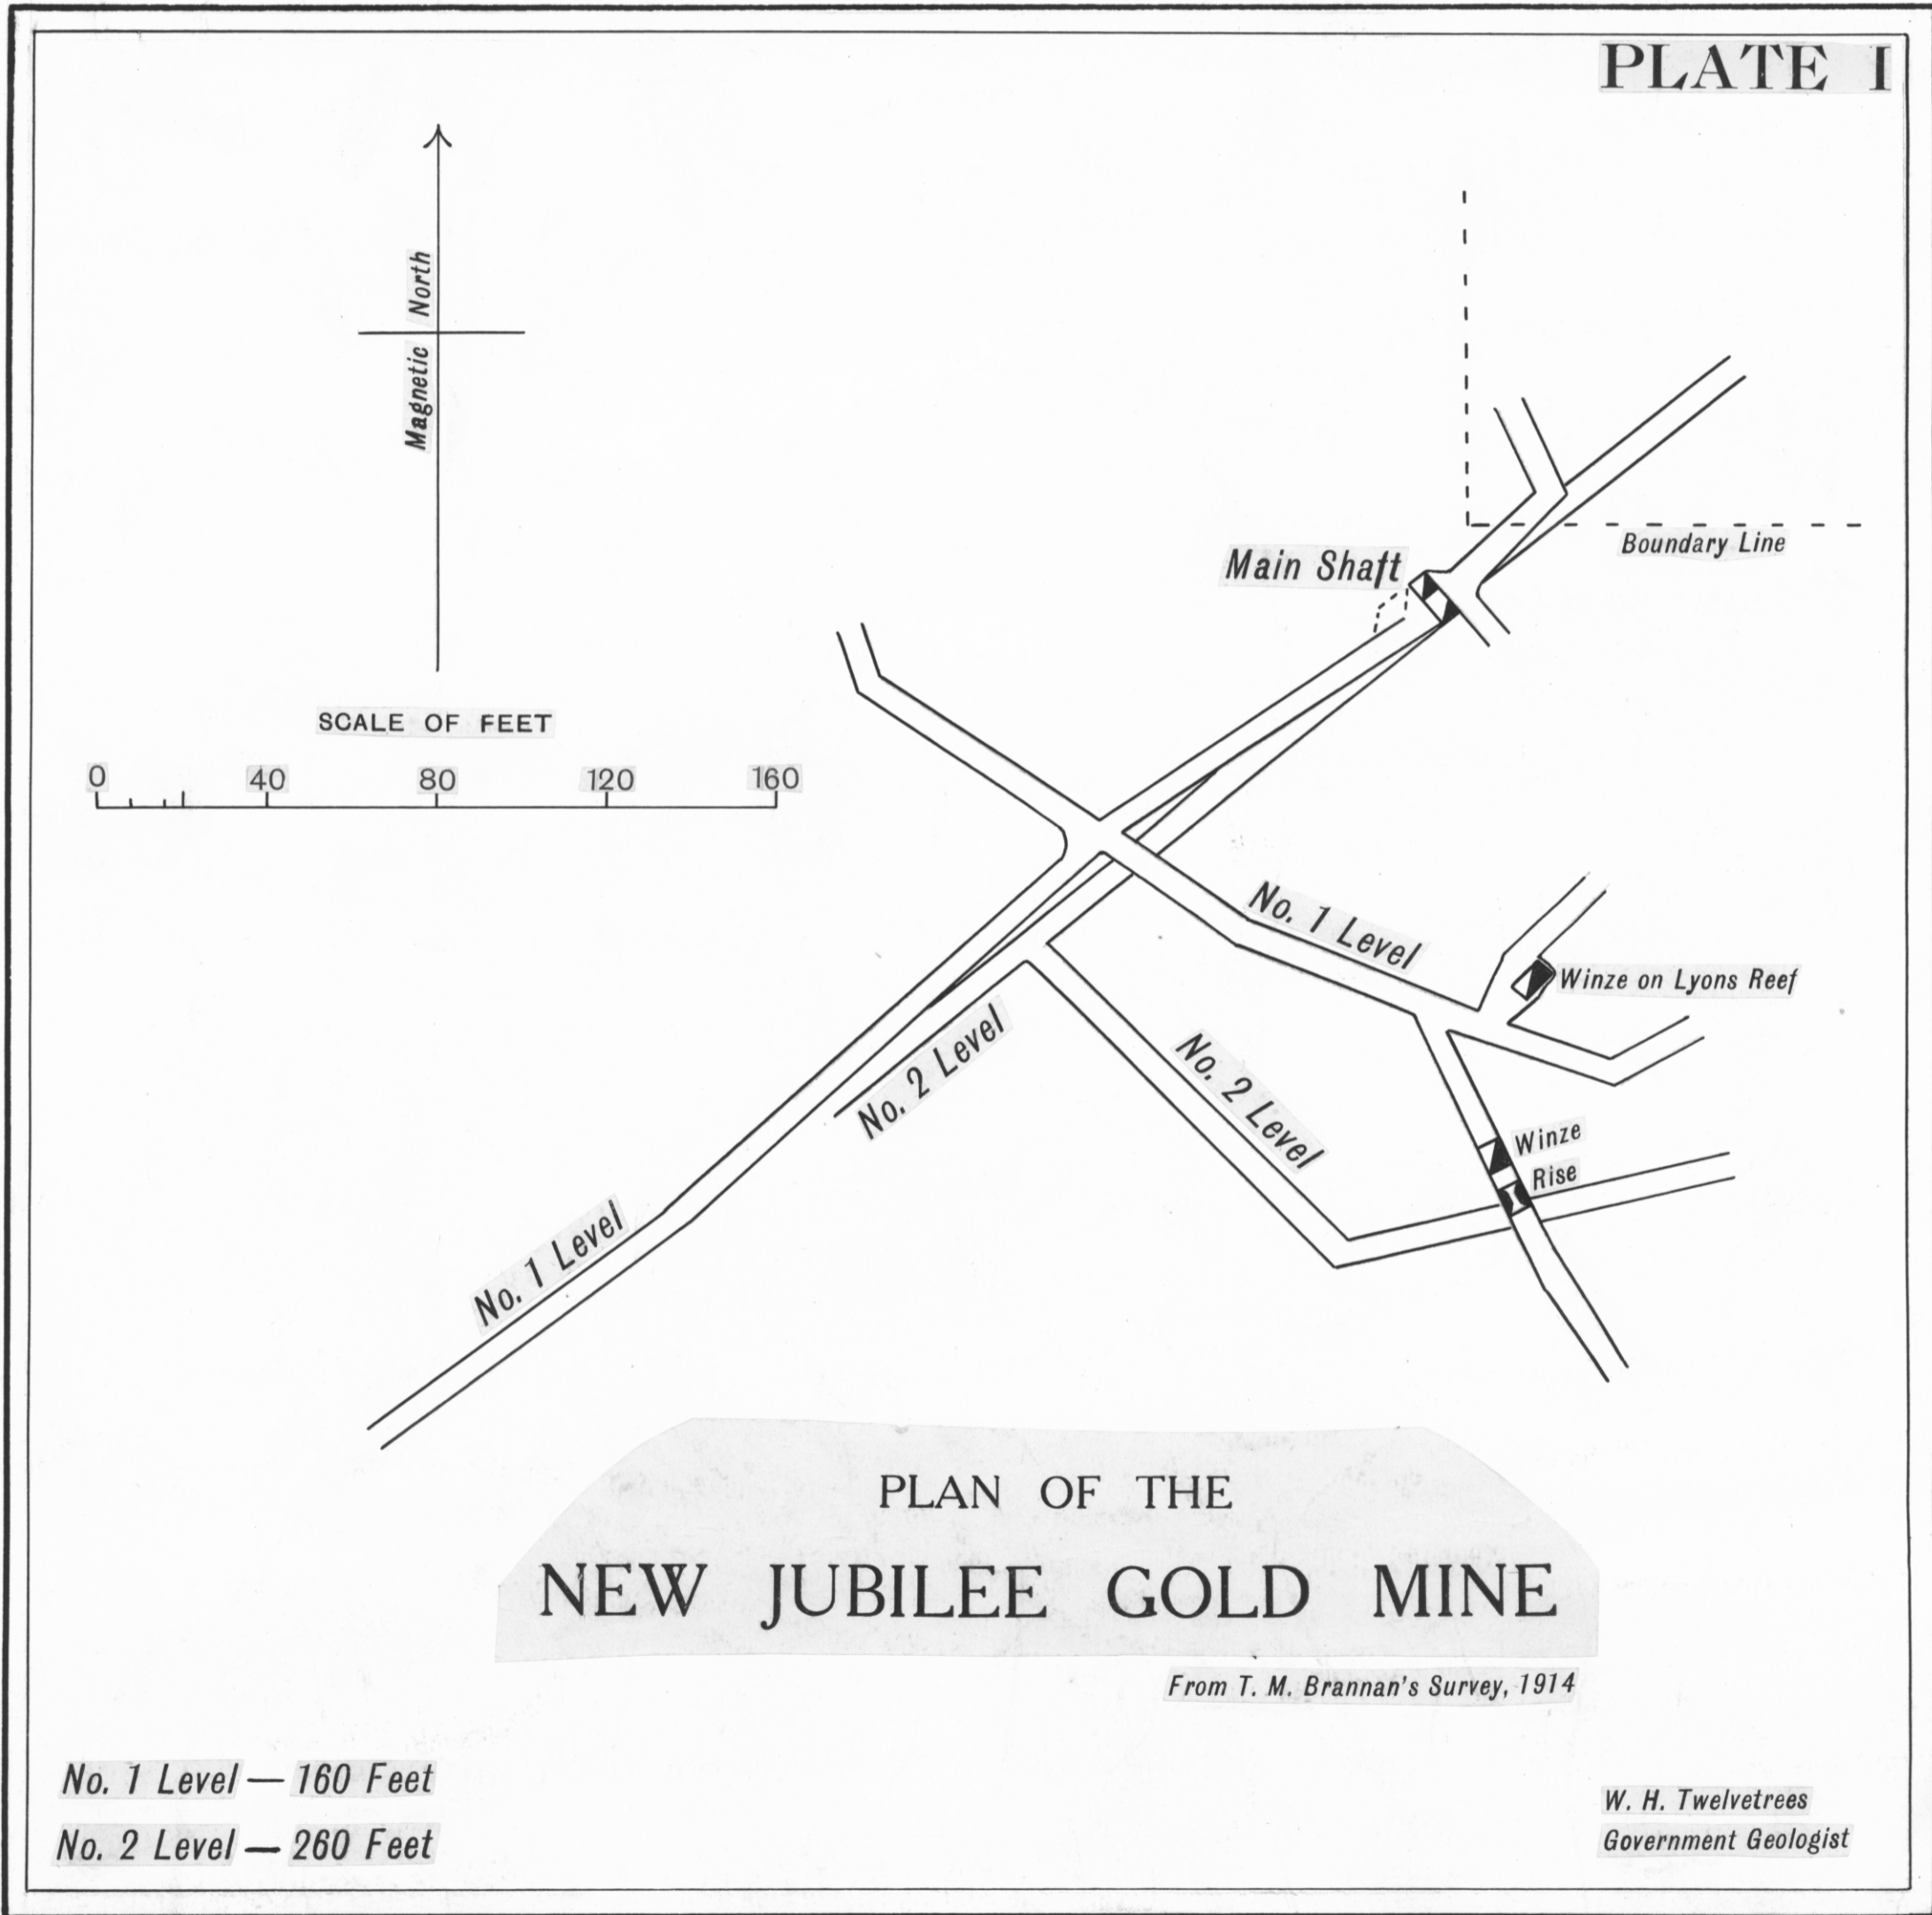 PLATE I
Magnetic North
SCALE OF FEET
0 40 80 120 160
Boundary Line
Main Shaft
No. 1 Level
Winze on Lyons Reef
No. 2 Level
No. 2 Level
Winze
Rise
No. 1 Level
PLAN OF THE
NEW JUBILEE GOLD MINE
From T. M. Brannan's Survey, 1914
No. 1 Level — 160 Feet
No. 2 Level — 260 Feet
W. H. Twelvetrees
Government Geologist